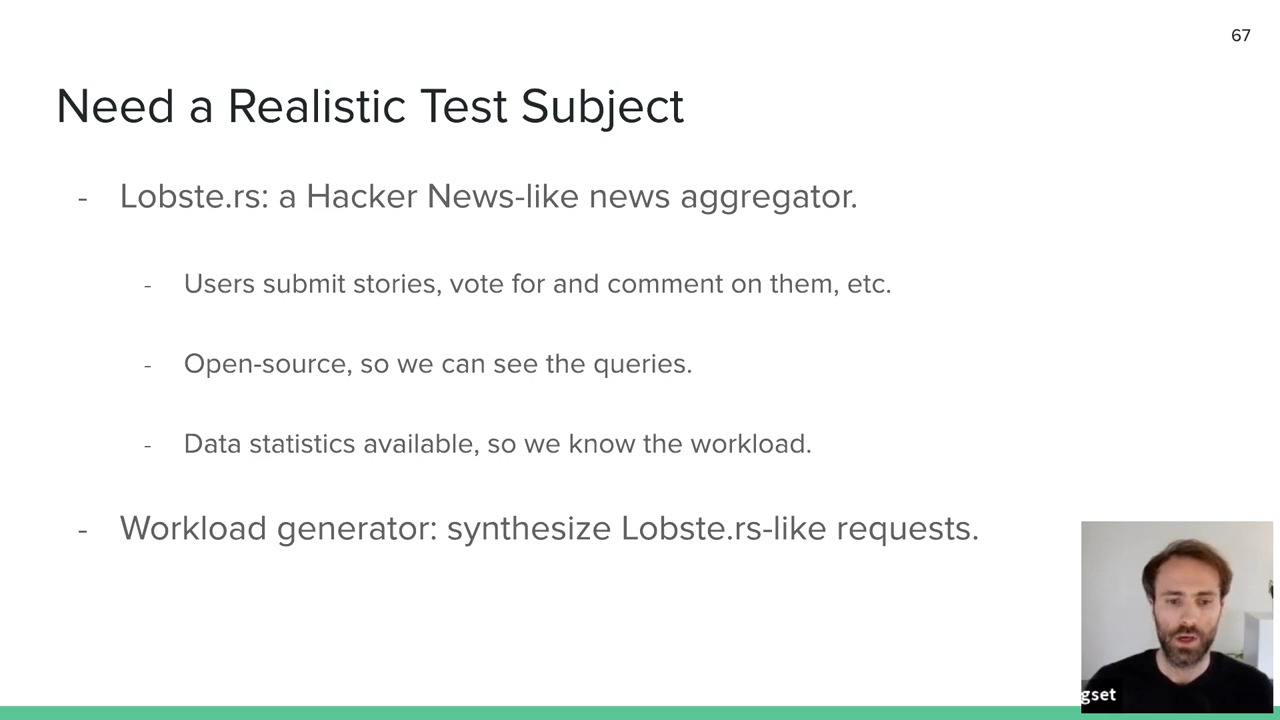 67
Need a Realistic Test Subject
- Lobste.rs: a Hacker News-like news aggregator.
- Users submit stories, vote for and comment on them, etc.
- Open-source, so we can see the queries.
- Data statistics available, so we know the workload.
- Workload generator: synthesize Lobste.rs-like requests.
gset